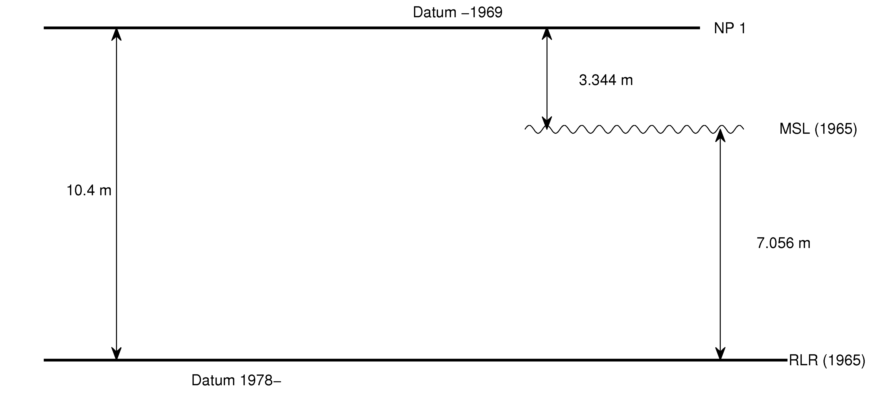 Datum –1969
NP 1
3.344 m
MSL (1965)
10.4 m
7.056 m
RLR (1965)
Datum 1978–